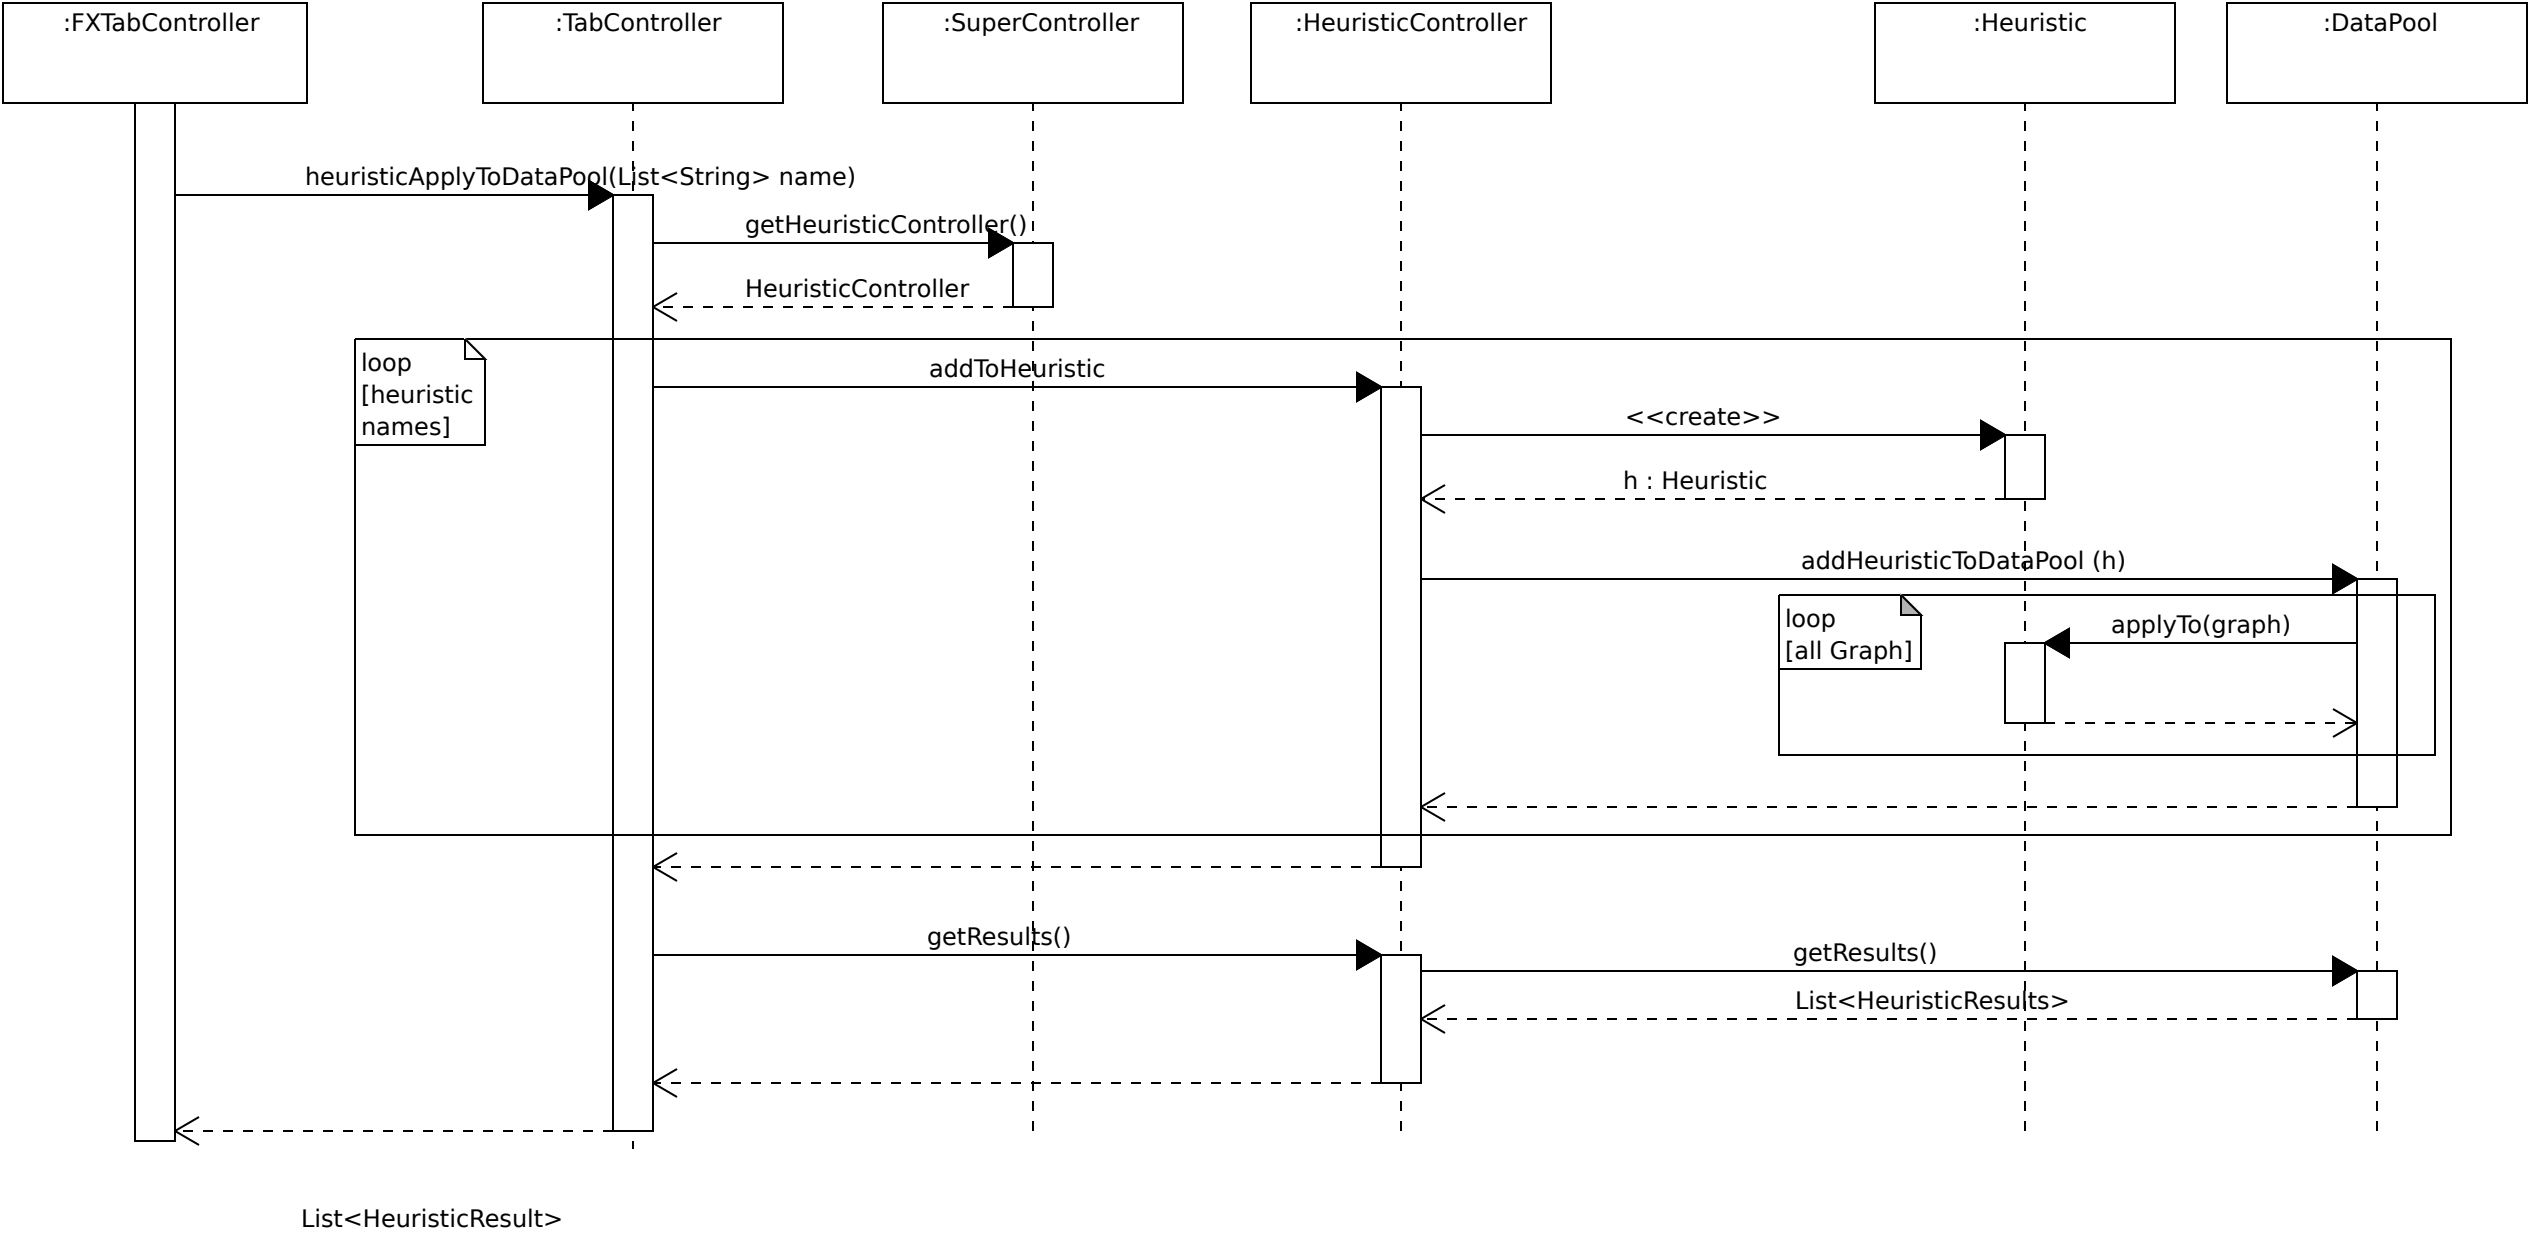 :FXTabController
:TabController
:SuperController
:HeuristicController
:Heuristic
:DataPool
heuristicApplyToDataPool(List<String> name)
getHeuristicController()
HeuristicController
loop
[heuristic
names]
addToHeuristic
<<create>>
h : Heuristic
addHeuristicToDataPool (h)
loop
[all Graph]
applyTo(graph)
getResults()
getResults()
List<HeuristicResults>
List<HeuristicResult>